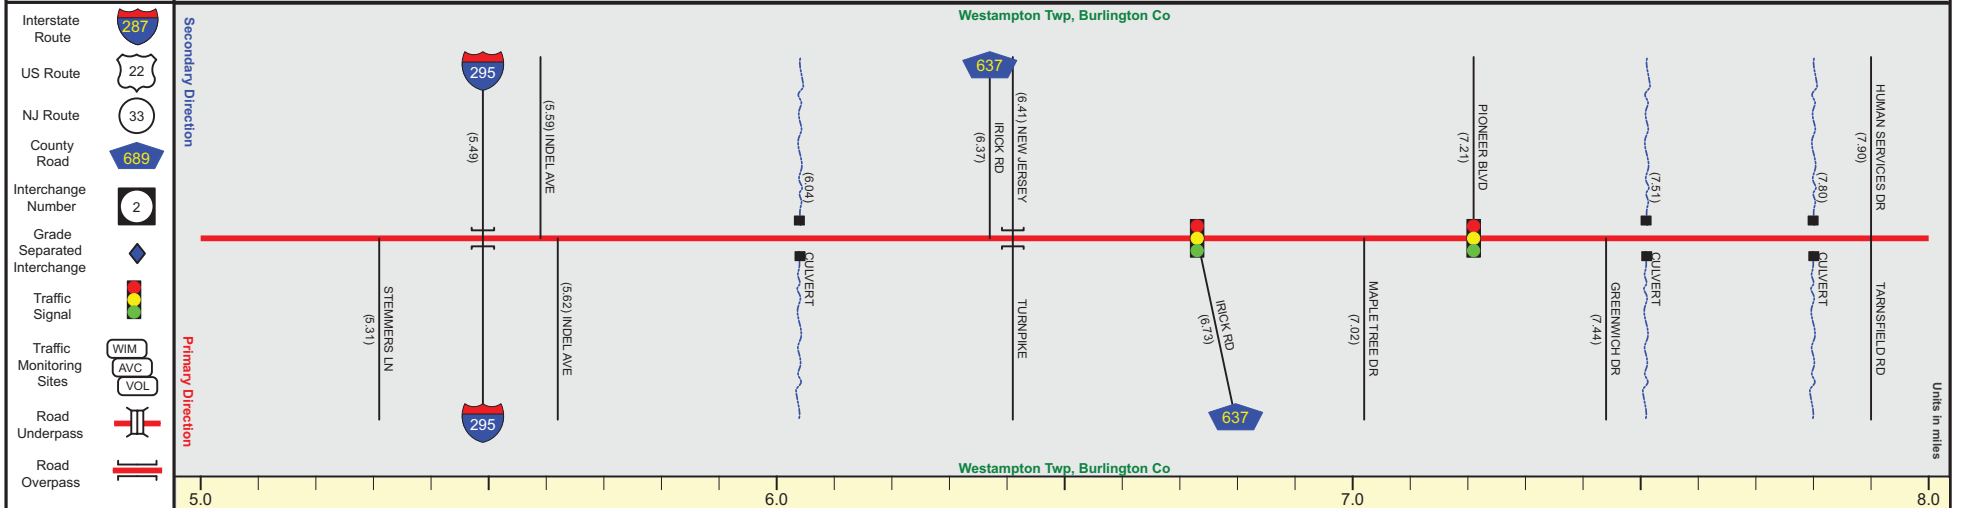 Interstate
Route
287
US Route
22
NJ Route
33
County
Road
689
Interchange
Number
2
Grade
Separated
Interchange
Traffic
Signal
Traffic
Monitoring
Sites
WIM
AVC
VOL
Road
Underpass
Road
Overpass
Secondary Direction
Primary Direction
Westampton Twp, Burlington Co
STEMMERS LN
(5.31)
295
(5.49)
295
(5.59) INDEL AVE
(5.62) INDEL AVE
(6.04)
CULVERT
637
IRICK RD
(6.37)
(6.41) NEW JERSEY
TURNPIKE
IRICK RD
(6.73)
637
MAPLE TREE DR
(7.02)
PIONEER BLVD
(7.21)
GREENWICH DR
(7.44)
(7.51)
CULVERT
(7.80)
CULVERT
HUMAN SERVICES DR
(7.90)
TARNSFIELD RD
Units in miles
Westampton Twp, Burlington Co
5.0
6.0
7.0
8.0